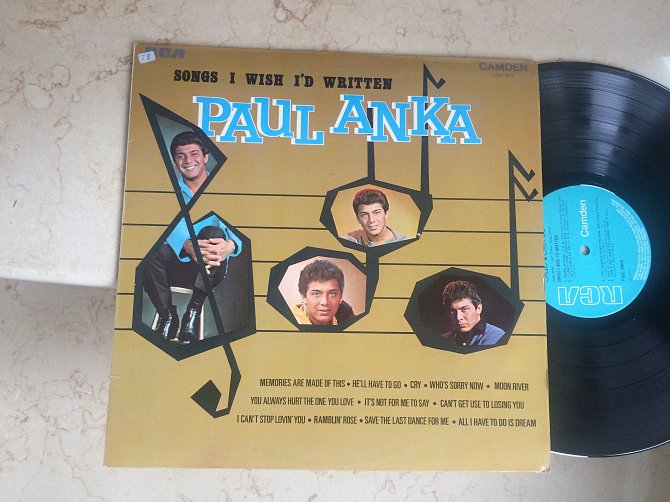 79
RCA
CAMDEN
SONGS I WISH I'D WRITTEN
PAUL ANKA
MEMORIES ARE MADE OF THIS • HE'LL HAVE TO GO • CRY • WHO'S SORRY NOW • MOON RIVER
YOU ALWAYS HURT THE ONE YOU LOVE • IT'S NOT FOR ME TO SAY • CAN'T GET USE TO LOSING YOU
I CAN'T STOP LOVIN' YOU • RAMBLIN' ROSE • SAVE THE LAST DANCE FOR ME • ALL I HAVE TO DO IS DREAM
Camden
RCA
PAUL ANKA